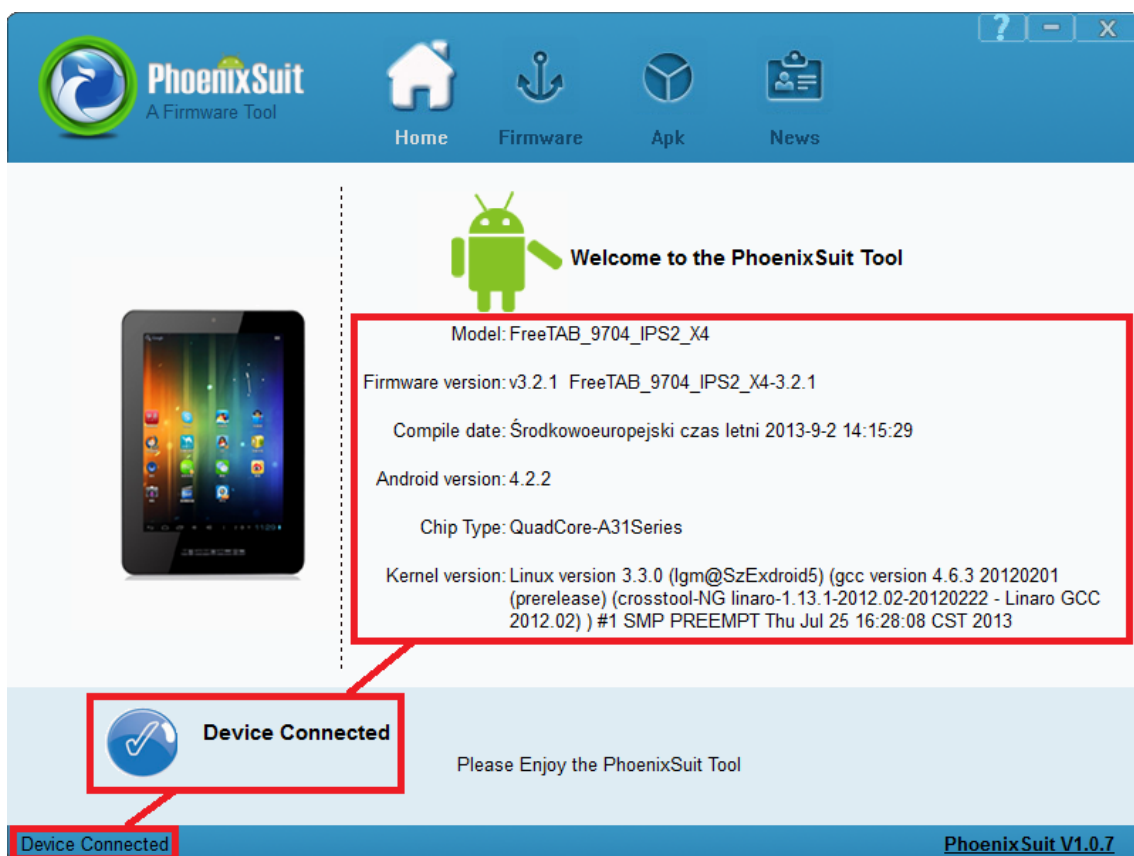 ? - X
PhoenixSuit
A Firmware Tool
Home Firmware Apk News
Welcome to the PhoenixSuit Tool
Model: FreeTAB_9704_IPS2_X4
Firmware version: v3.2.1 FreeTAB_9704_IPS2_X4-3.2.1
Compile date: Środkowoeuropejski czas letni 2013-9-2 14:15:29
Android version: 4.2.2
Chip Type: QuadCore-A31Series
Kernel version: Linux version 3.3.0 (lgm@SzExdroid5) (gcc version 4.6.3 20120201
(prerelease) (crosstool-NG linaro-1.13.1-2012.02-20120222 - Linaro GCC
2012.02) ) #1 SMP PREEMPT Thu Jul 25 16:28:08 CST 2013
Device Connected
Please Enjoy the PhoenixSuit Tool
Device Connected
PhoenixSuit V1.0.7